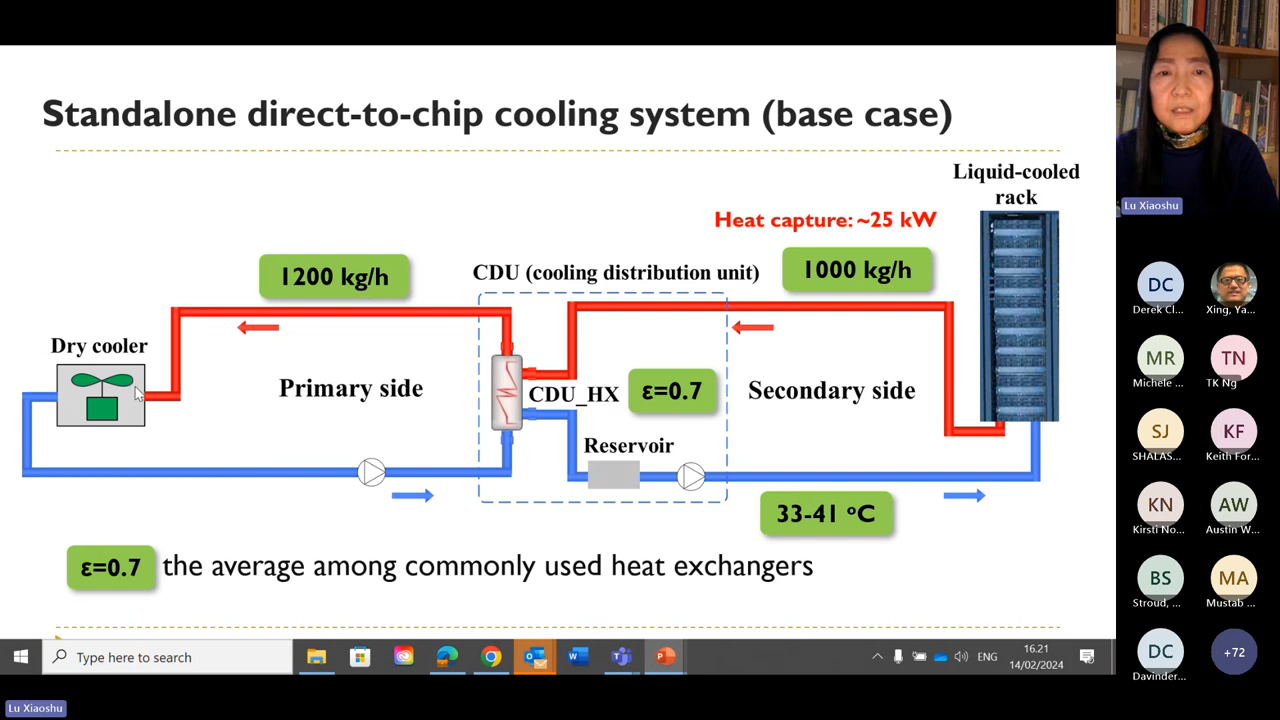 Standalone direct-to-chip cooling system (base case)
Liquid-cooled
rack
Heat capture: ~25 kW
1200 kg/h
CDU (cooling distribution unit)
1000 kg/h
Dry cooler
Primary side
CDU_HX
ε=0.7
Secondary side
Reservoir
33-41 °C
ε=0.7
the average among commonly used heat exchangers
Type here to search
ENG
16.21
14/02/2024
Lu Xiaoshu
Lu Xiaoshu
DC
Derek Cl...
Xing, Ya...
MR
Michele ...
TN
TK Ng
SJ
SHALAS...
KF
Keith For...
KN
Kirsti No...
AW
Austin W...
BS
Stroud, ...
MA
Mustab ...
DC
Davinder...
+72